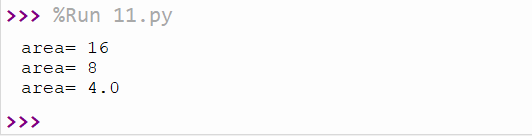 >>> %Run 11.py
area= 16
area= 8
area= 4.0
>>>